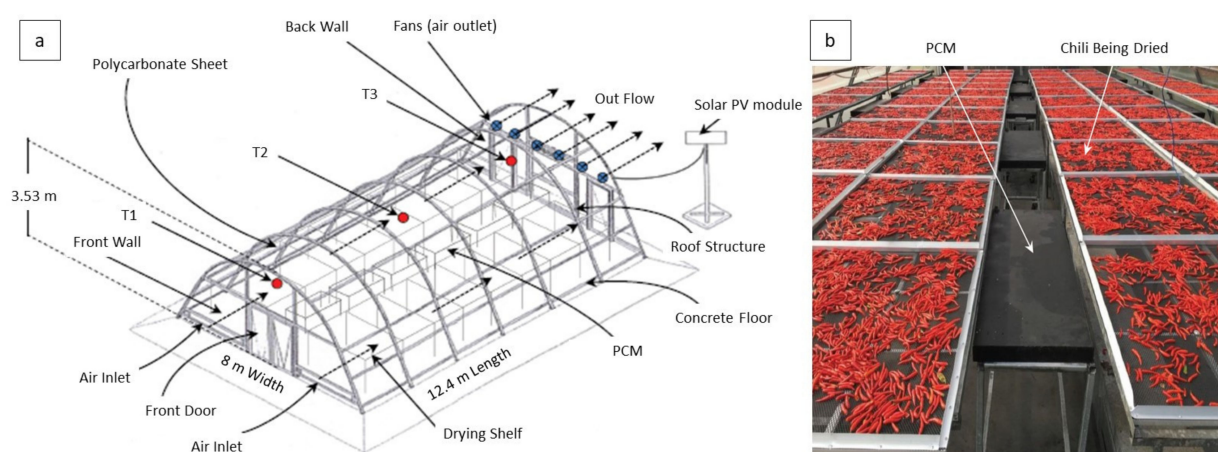 a
Back Wall
Fans (air outlet)
Polycarbonate Sheet
T3
Out Flow
Solar PV module
T2
3.53 m
T1
Front Wall
Roof Structure
Concrete Floor
PCM
Air Inlet
8 m Width
12.4 m Length
Front Door
Drying Shelf
Air Inlet
b
PCM
Chili Being Dried